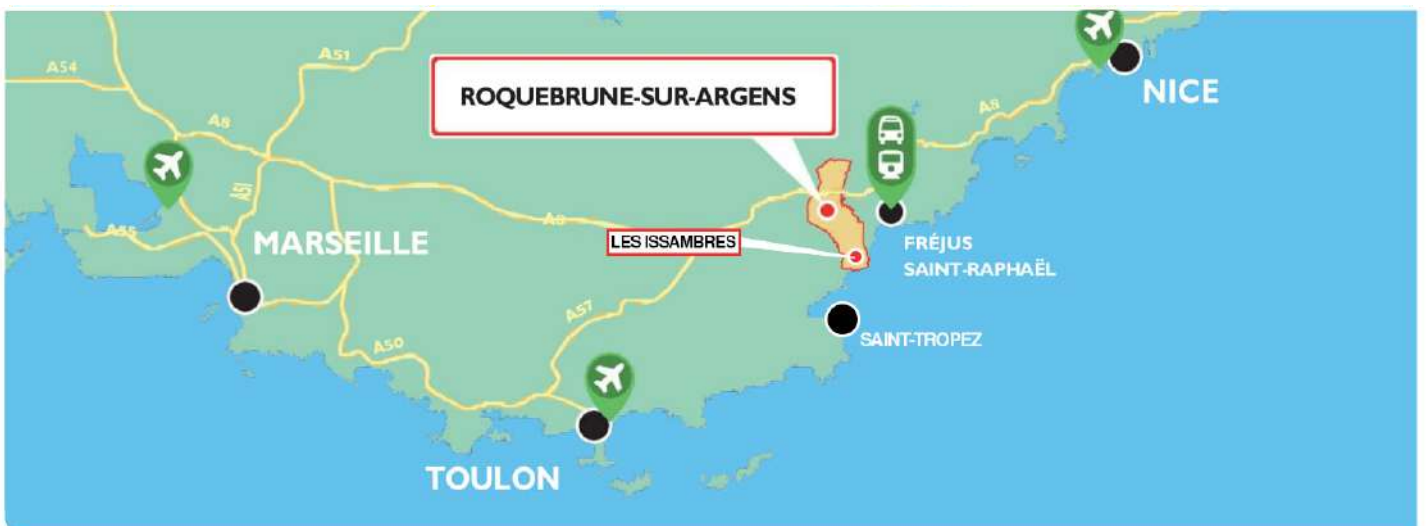 A51
A54
ROQUEBRUNE-SUR-ARGENS
NICE
A8
A8
A51
A8
LES ISSAMBRES
MARSEILLE
A55
FRÉJUS
SAINT-RAPHAËL
A57
SAINT-TROPEZ
A50
TOULON